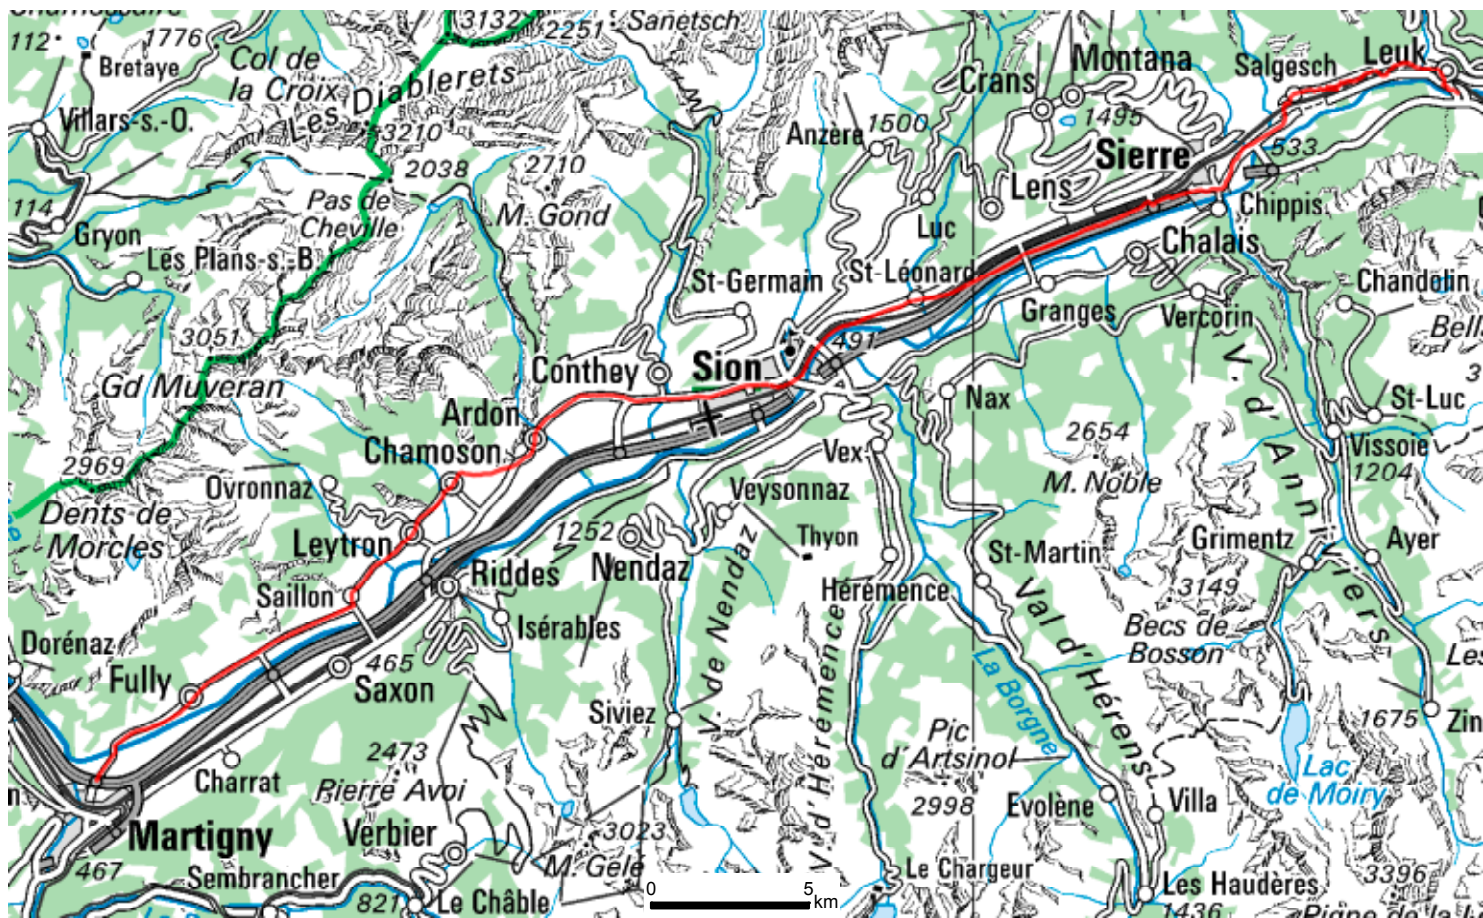 3132
Sanetsch
2251
112
1776
Bretaye
Col de
la Croix
Les Diablerets
Villars-s.-O.
3210
2038
2710
Pas de
Cheville
M. Gond
114
Gryon
Les Plans-s.-B
3051
Gd Muveran
2969
Dents de
Morcles
Crans
Montana
Salgesch
Leuk
Anzère
1500
1495
Sierre
533
Lens
Luc
Chippis
Chalais
St-Germain
St-Léonard
Granges
Vercorin
Chandolin
Bell
3
491
Sion
Conthey
Ardon
Chamoson
Ovronnaz
Leytron
Nax
St-Luc
Vissoie
1204
V. d'Anniviers
Vex
2654
M. Noble
Veysonnaz
Thyon
1252
Nendaz
V. de Nendaz
Riddes
Saillon
Isérables
Hérémence
V. d'Hérémence
St-Martin
Val d'Hérens
Grimentz
Ayer
3149
Becs de
Bosson
Les
Dorénaz
Fully
465
Saxon
Siviez
La Borgne
Pic
d'Artsinol
2998
1675
Zin
Lac
de Moiry
Charrat
2473
Pierre Avoi
Verbier
3023
M. Gelé
Evolène
Villa
n
Martigny
467
Sembrancher
821
Le Châble
Le Chargeur
Les Haudères
1436
3396
0 5
km